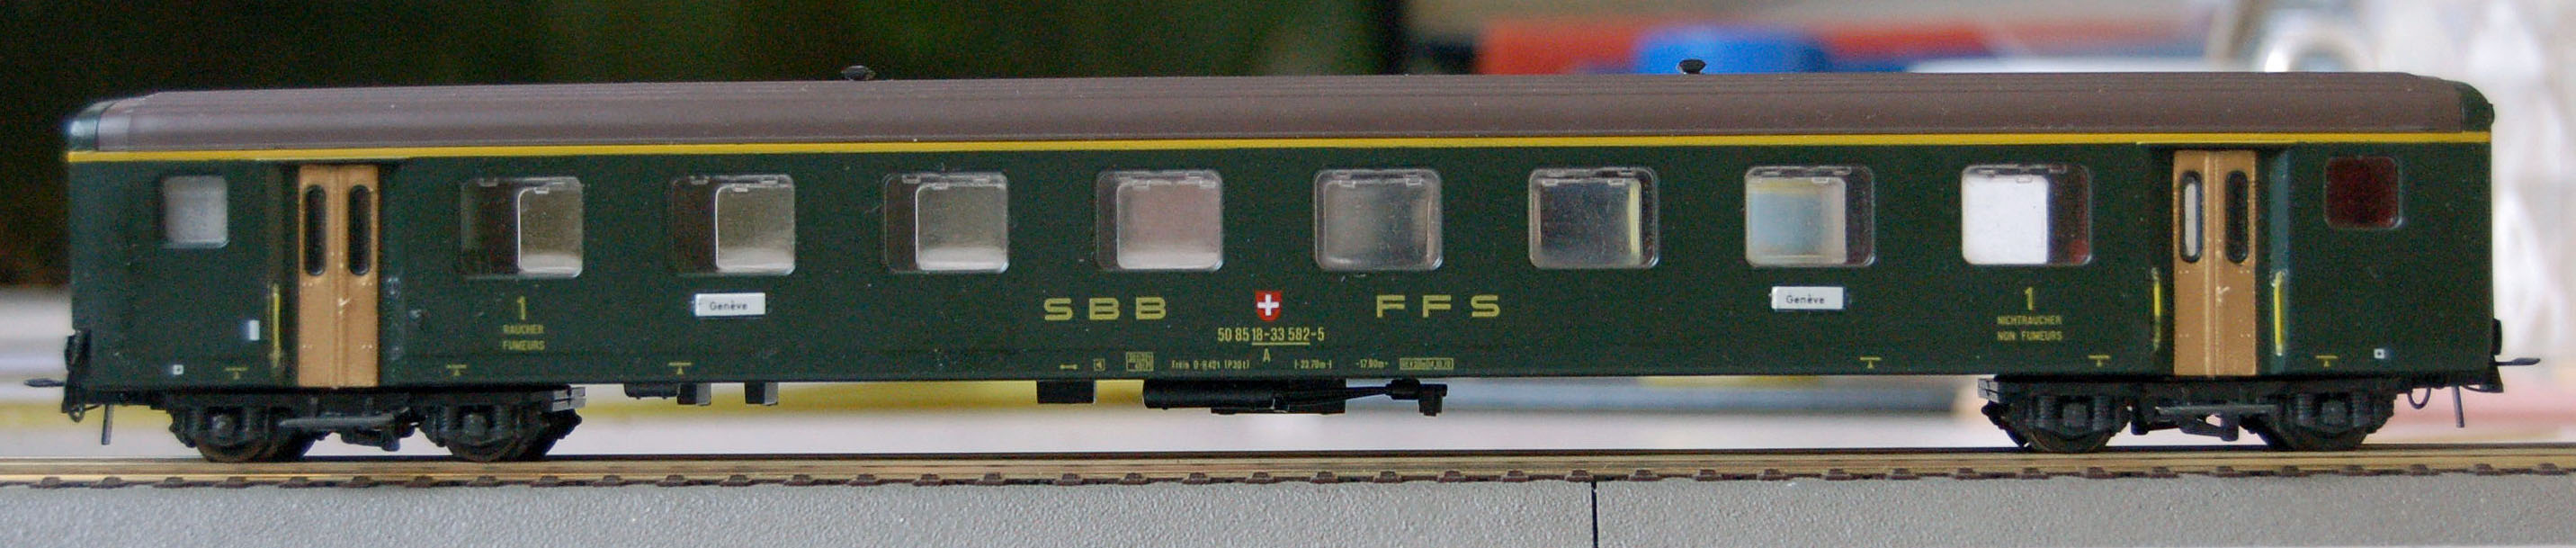 1
RAUCHER
FUMEURS
Genève
SBB FFS
50 85 18-33 582-5
A
Genève
1
NICHTRAUCHER
NON FUMEURS